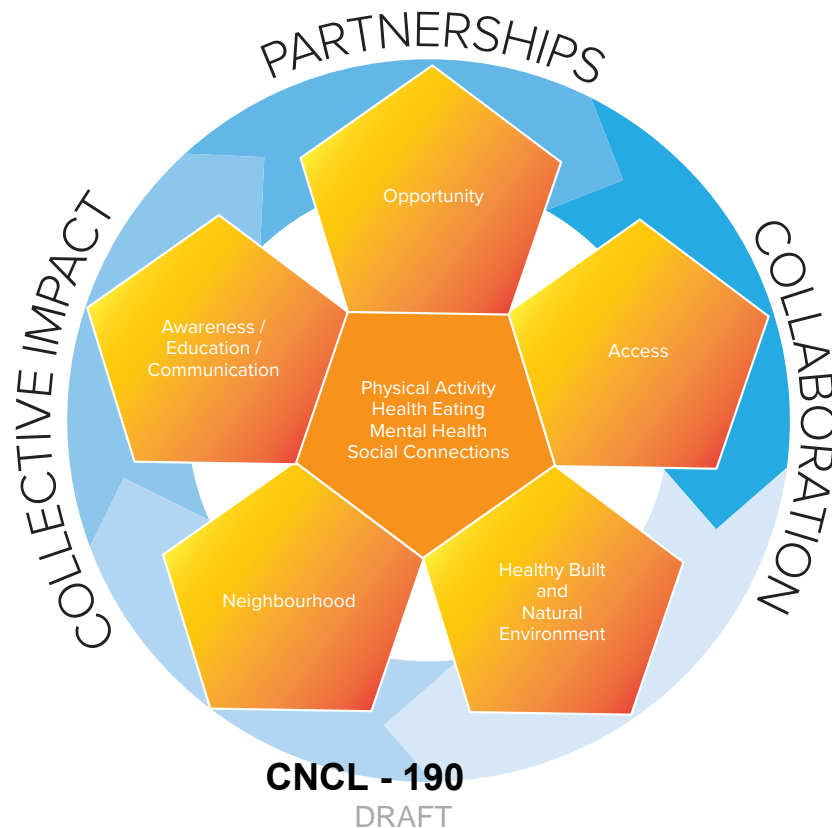 PARTNERSHIPS
COLLABORATION
COLLECTIVE IMPACT
Opportunity
Awareness /
Education /
Communication
Access
Physical Activity
Health Eating
Mental Health
Social Connections
Neighbourhood
Healthy Built
and
Natural
Environment
CNCL - 190
DRAFT